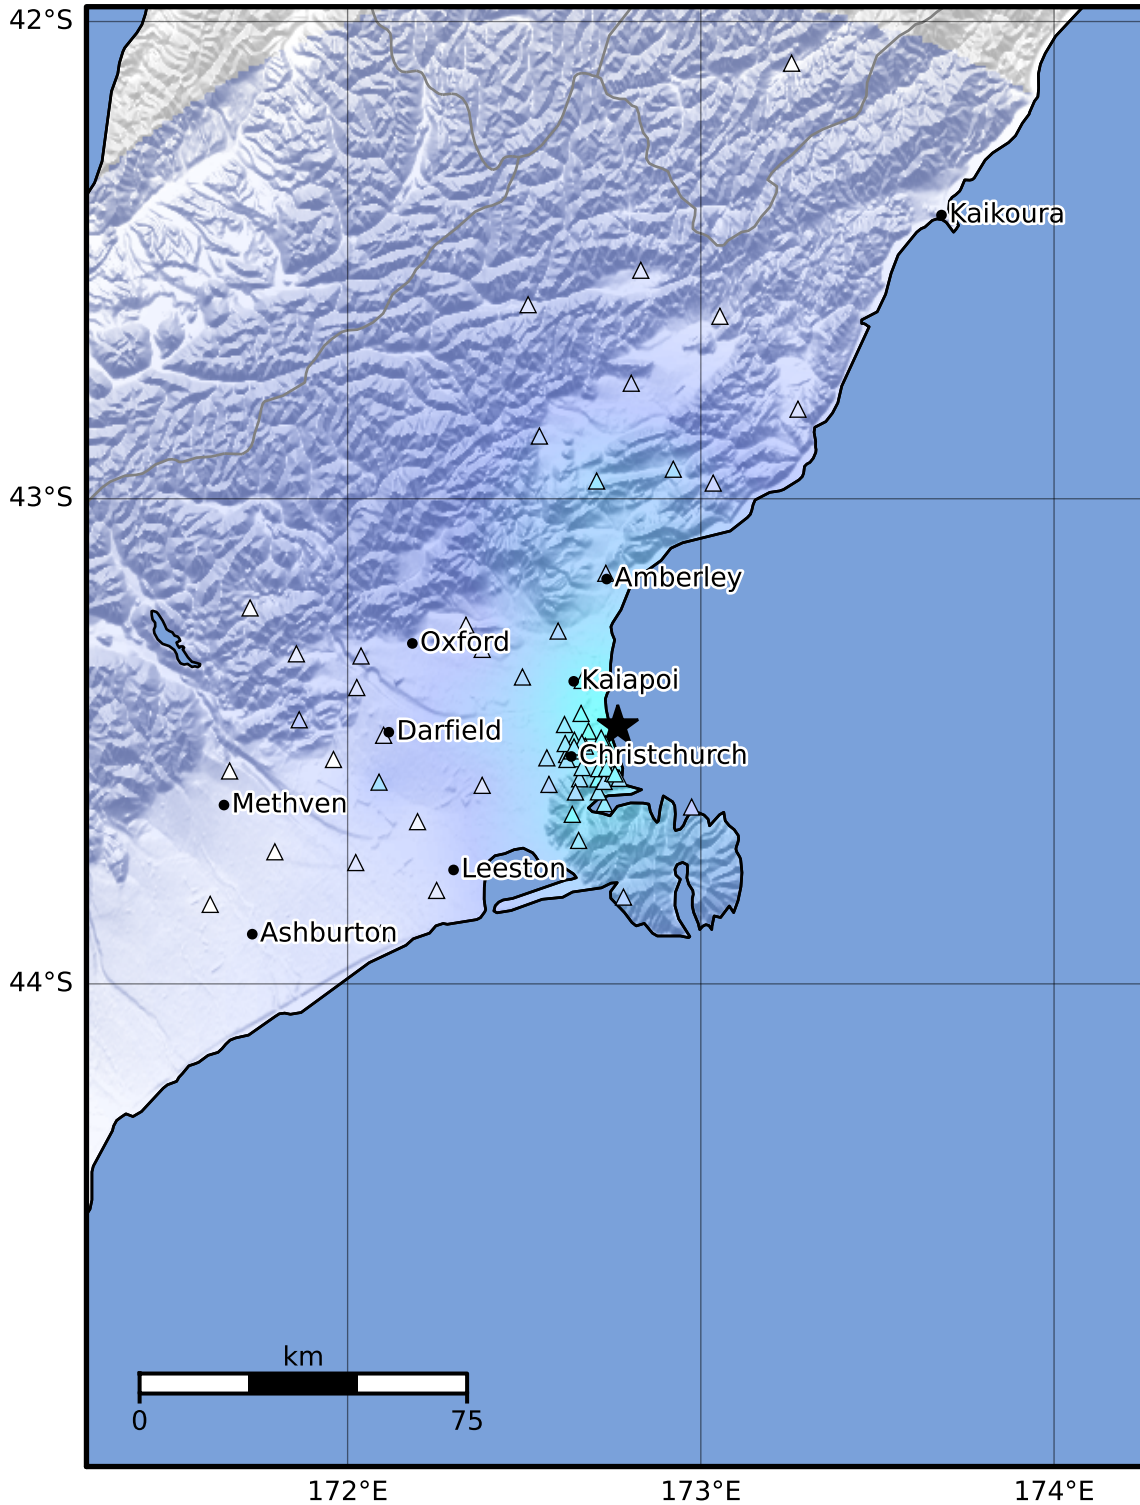 42°S
Kaikoura
43°S
Amberley
Oxford
Kaiapoi
Darfield
Christchurch
Methven
Leeston
Ashburton
44°S
km
0 75
172°E 173°E 174°E